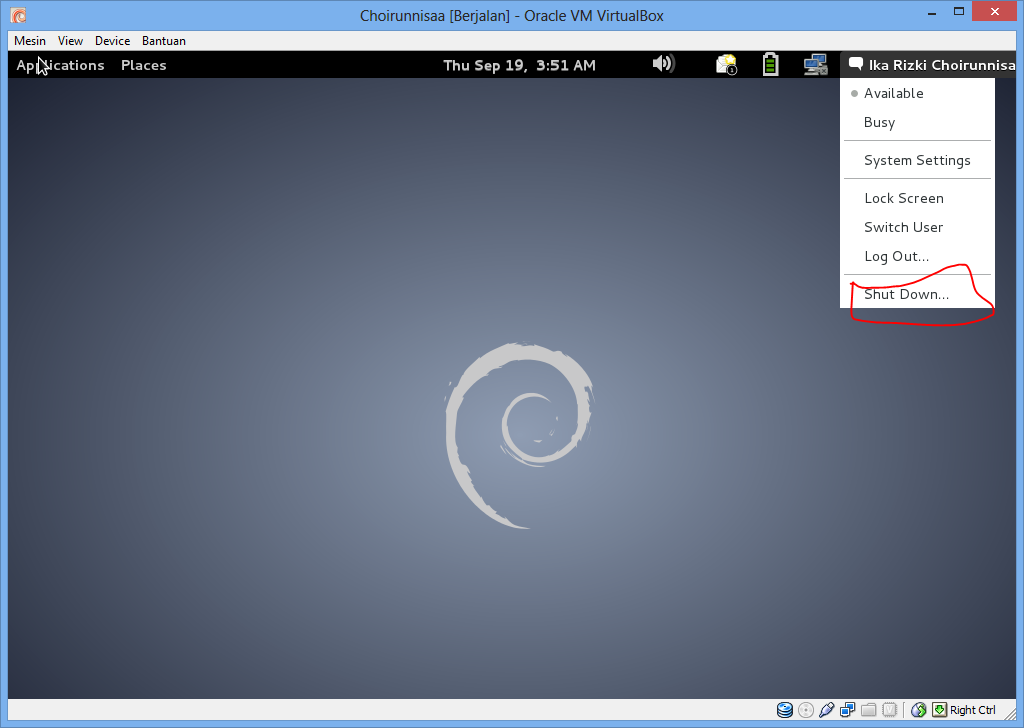 Choirunnisaa [Berjalan] - Oracle VM VirtualBox
Mesin View Device Bantuan
Applications Places Thu Sep 19, 3:51 AM Ika Rizki Choirunnisa
Available
Busy
System Settings
Lock Screen
Switch User
Log Out...
Shut Down...
Right Ctrl